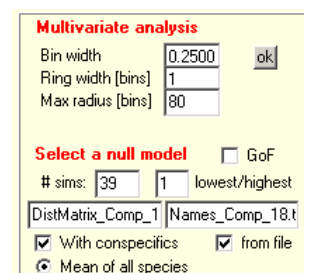 Multivariate analysis
Bin width 0.2500 ok
Ring width [bins] 1
Max radius [bins] 80
Select a null model GoF
# sims: 39 1 lowest/highest
DistMatrix_Comp_1 Names_Comp_18.t
With conspecifics from file
Mean of all species